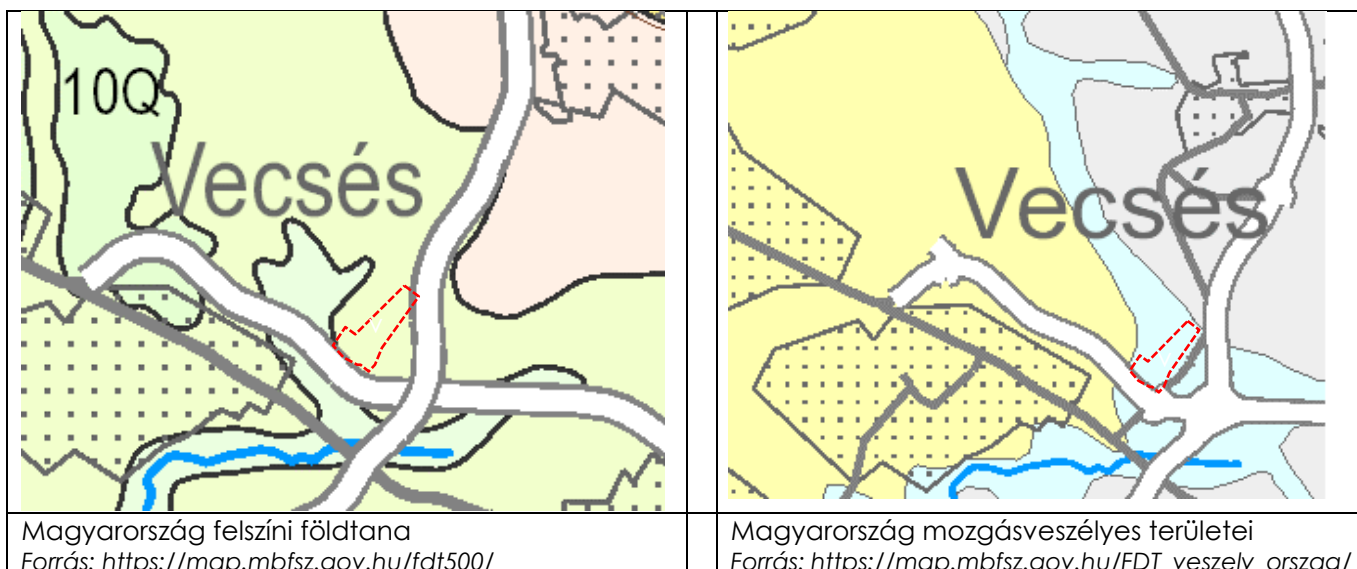 10Q
Vecsés
Vecsés
Magyarország felszíni földtana
Forrás: https://map.mbfsz.gov.hu/fdt500/
Magyarország mozgásveszélyes területei
Forrás: https://map.mbfsz.gov.hu/FDT_veszely_orszag/